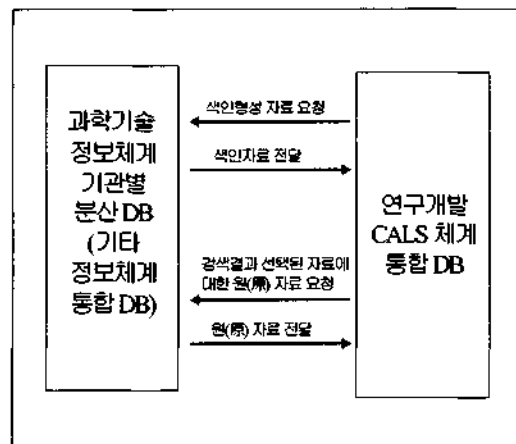 과학기술
정보체계
기관별
분산 DB
(기타
정보체계
통합 DB)
색인형성 자료 요청
색인자료 전달
검색결과 선택된 자료에
대한 원(原) 자료 요청
원(原) 자료 전달
연구개발
CALS 체계
통합 DB